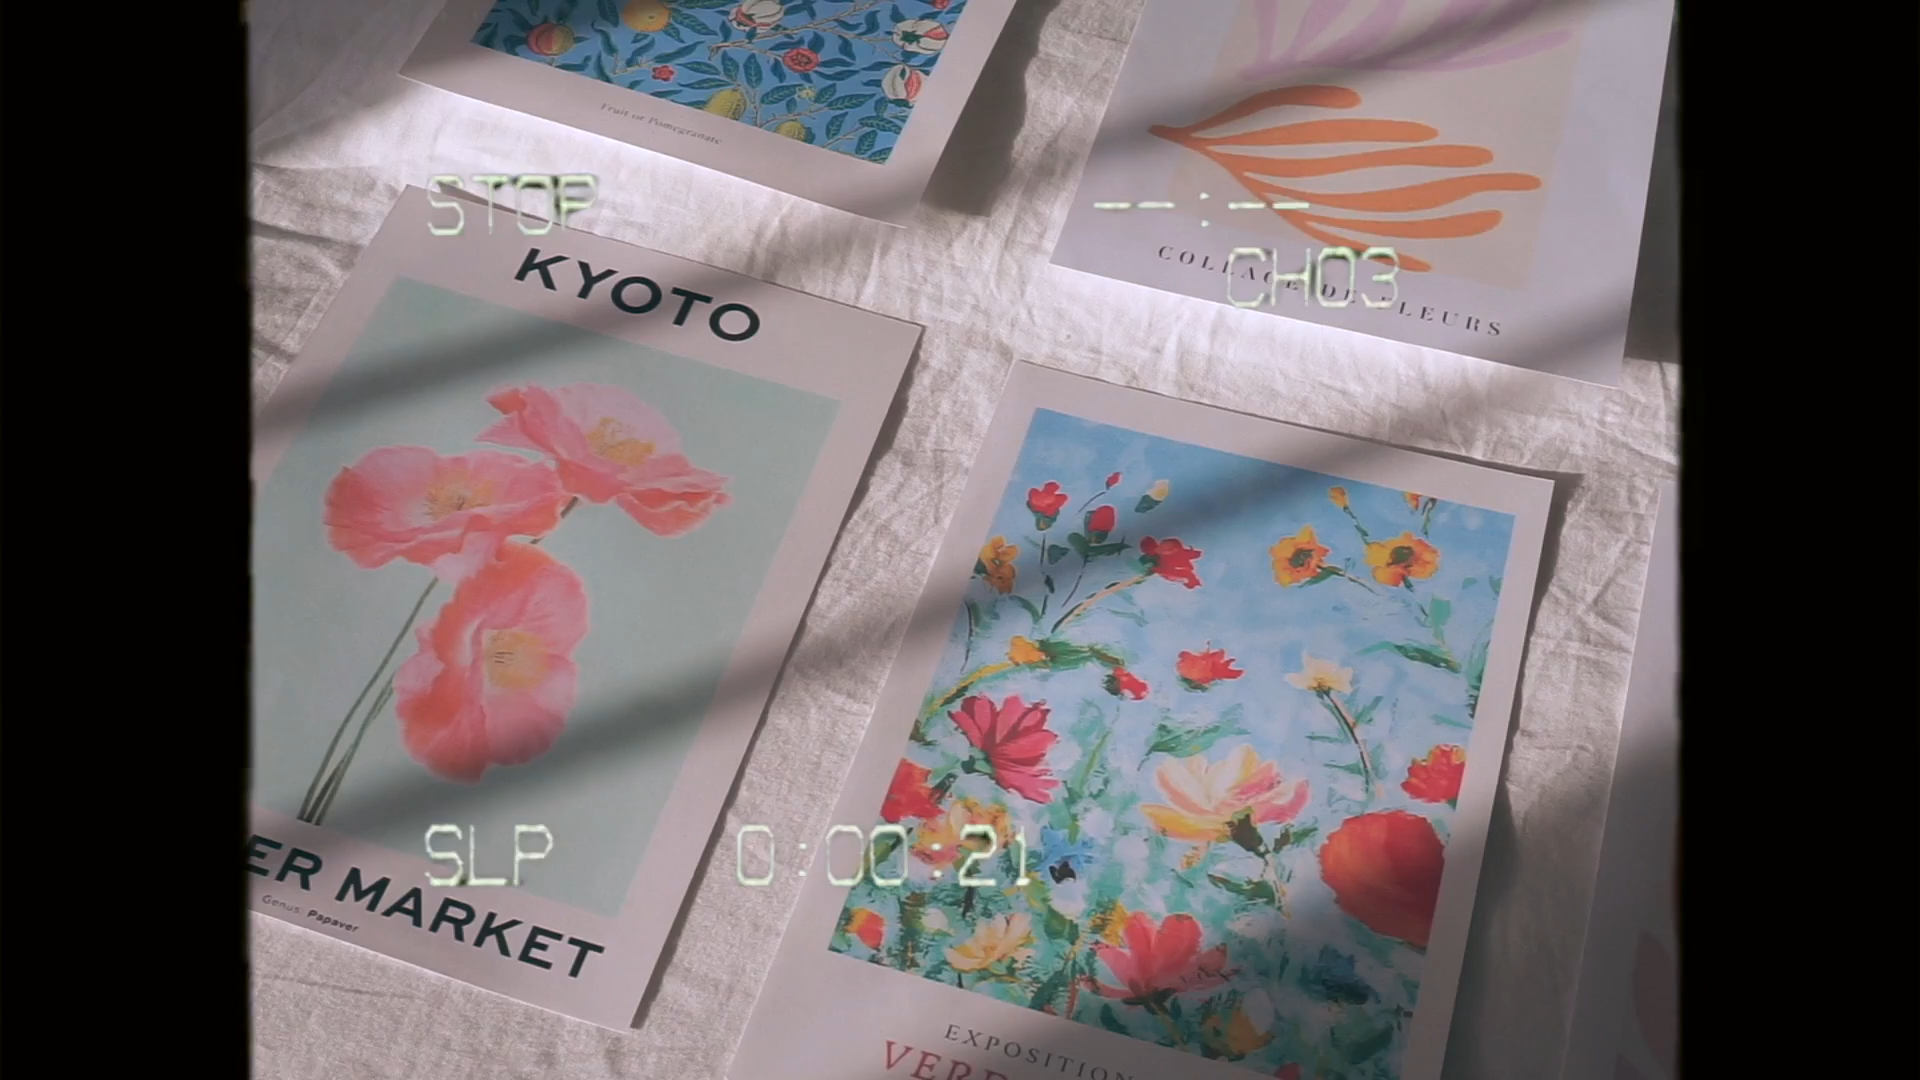 Fruit or Pomegranate
STOP
--:--
CH03
COLLAGE DE FLEURS
KYOTO
ER MARKET
Genus: Papaver
SLP 0:00:21
EXPOSITION